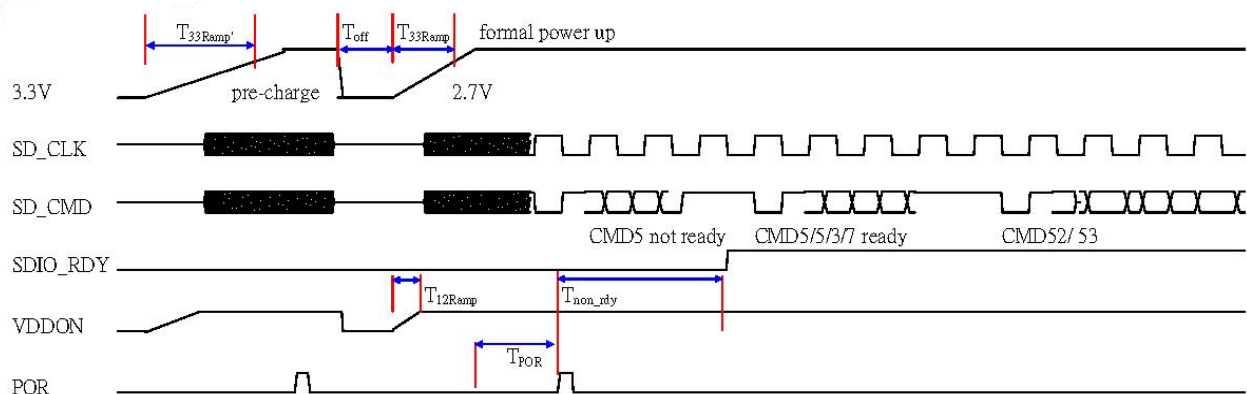 T33Ramp' Toff T33Ramp formal power up
3.3V pre-charge 2.7V
SD_CLK
SD_CMD
CMD5 not ready CMD5/5/3/7 ready CMD52/ 53
SDIO_RDY
T12Ramp Tnon_rdy
VDDON
TPOR
POR